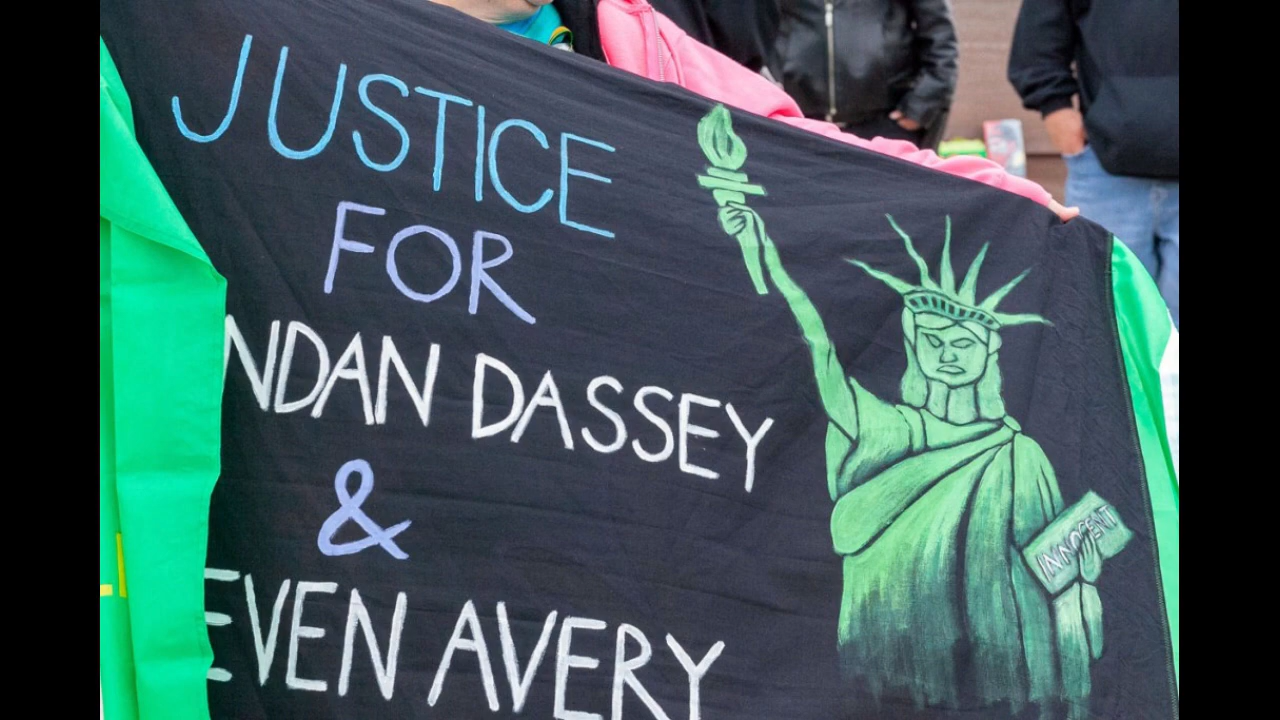 JUSTICE
FOR
NDAN DASSEY
&
EVEN AVERY
INNOCENT